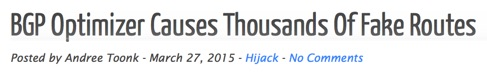 BGP Optimizer Causes Thousands Of Fake Routes
Posted by Andree Toonk - March 27, 2015 - Hijack - No Comments